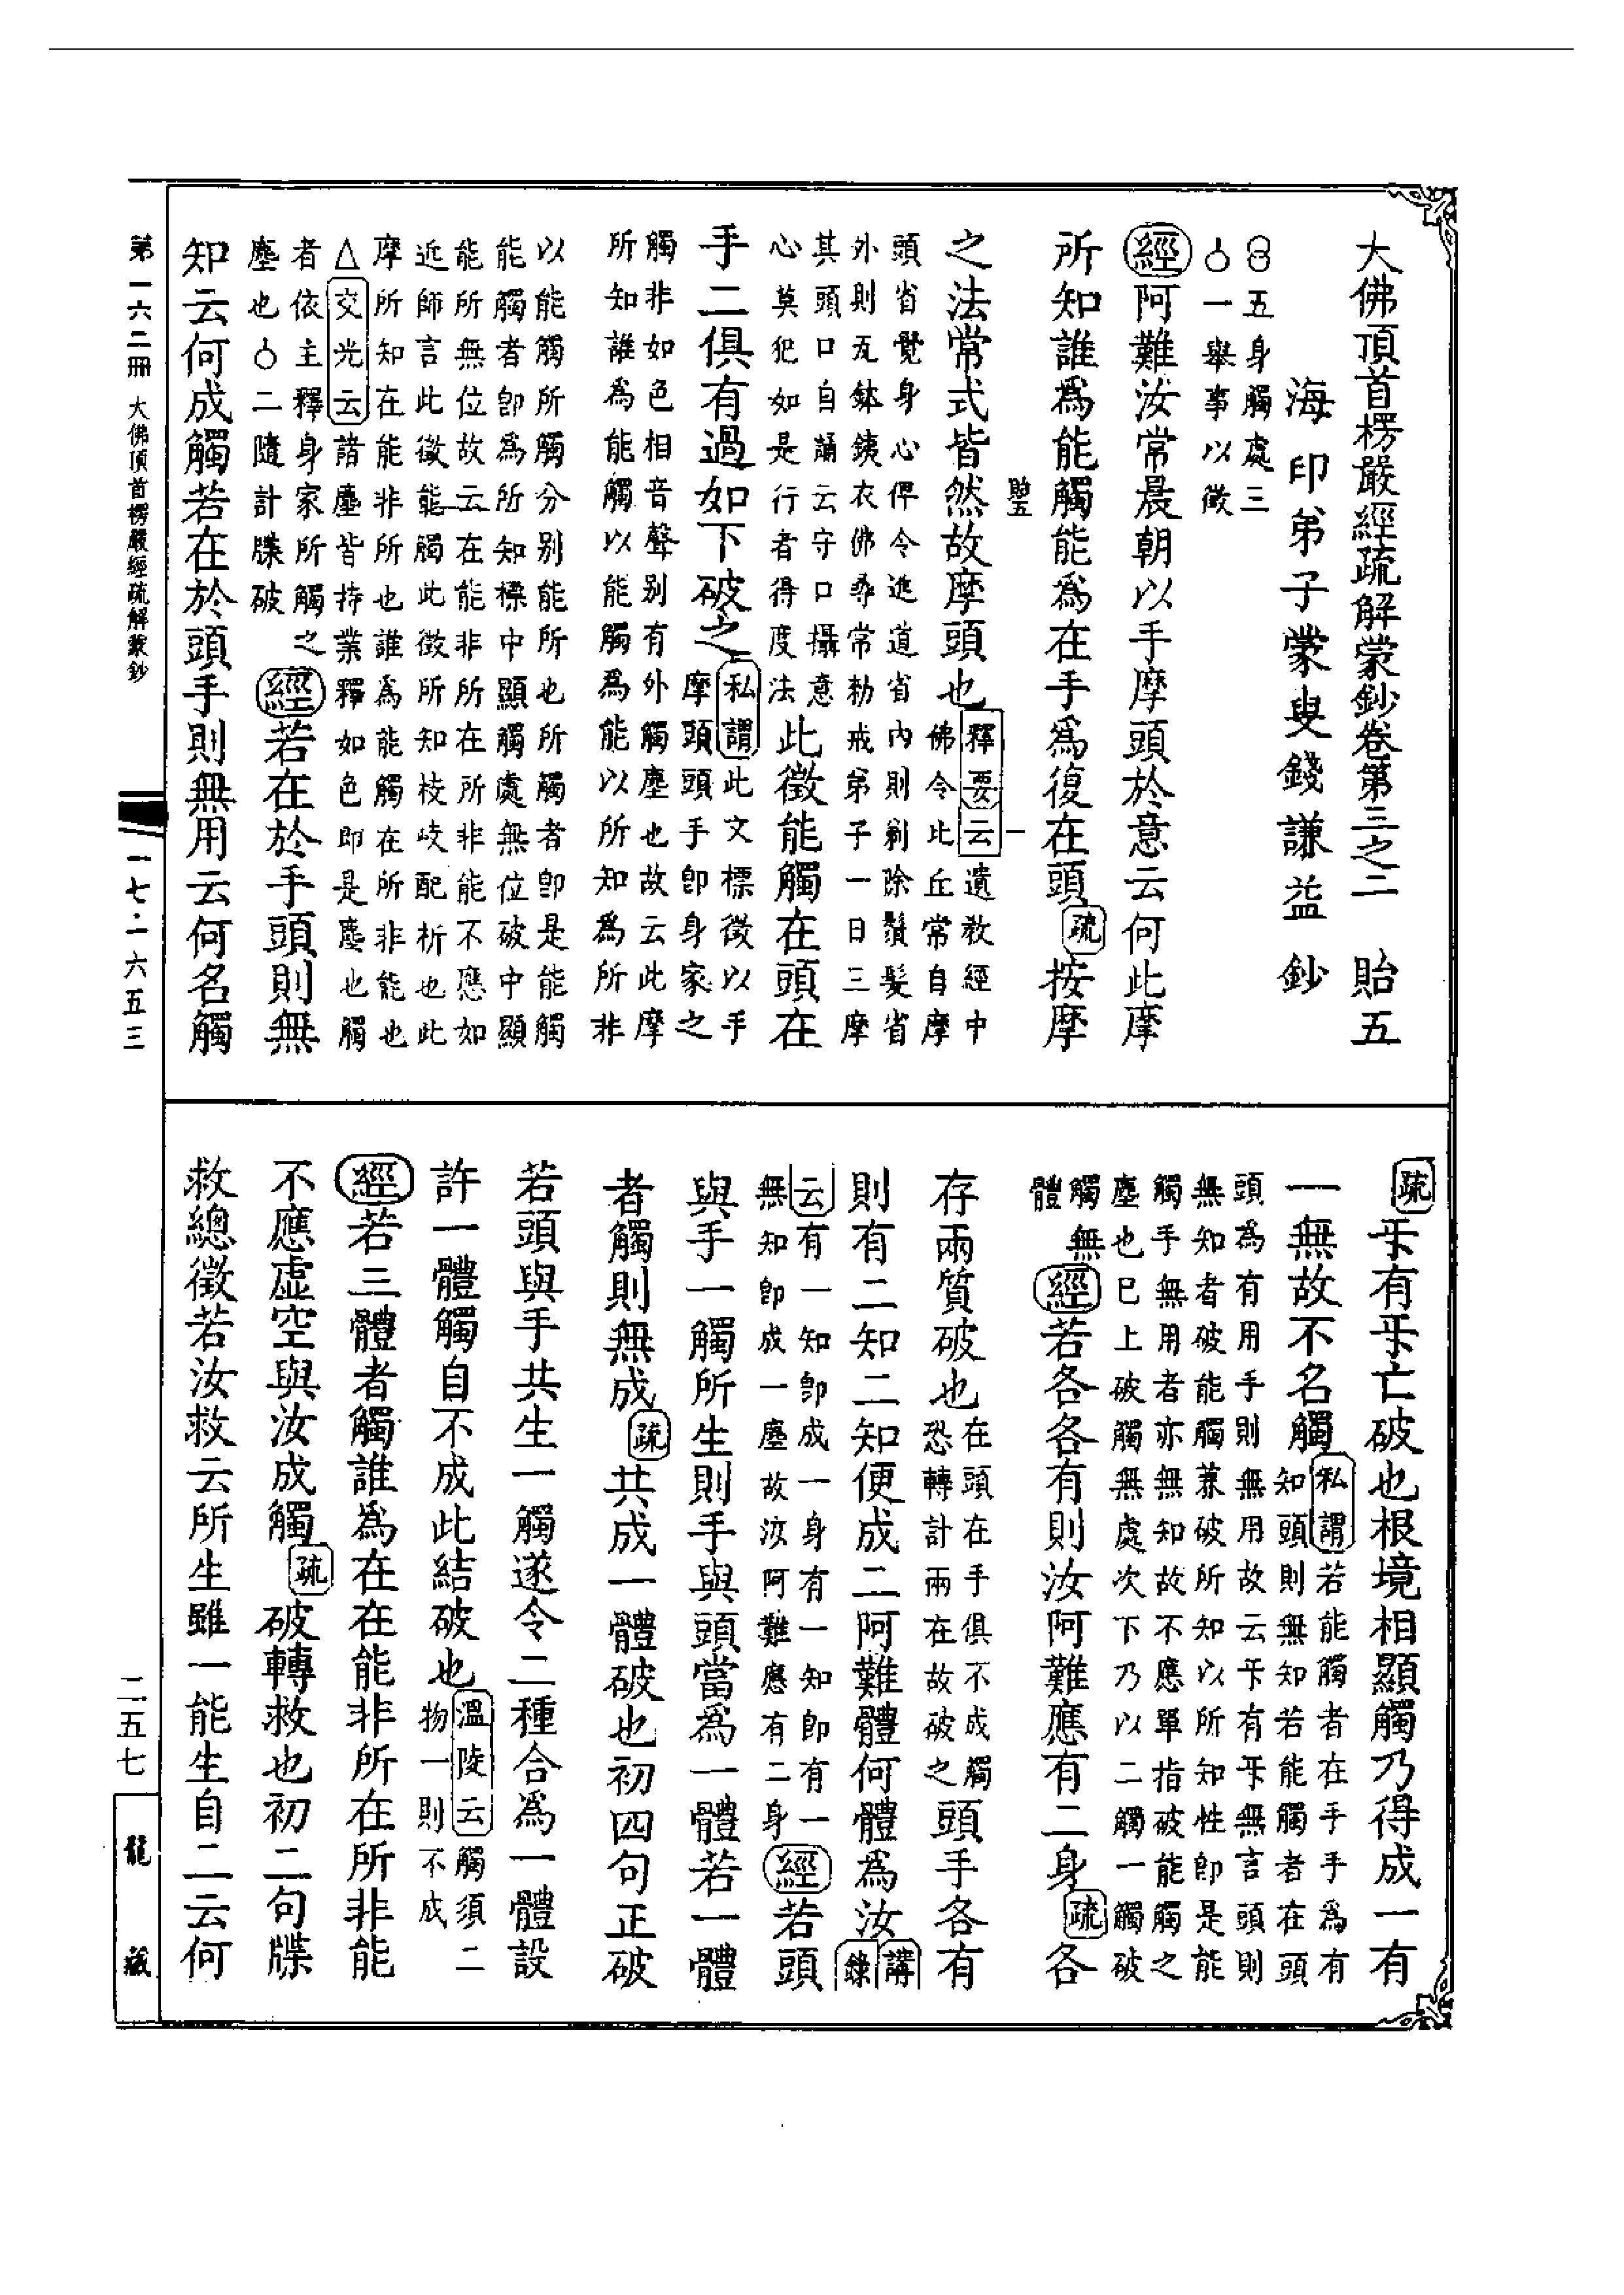 大佛頂首楞嚴經疏解蒙鈔卷第三之二　貽五
海印弟子蒙叟錢謙益鈔
五身觸處三
一舉事以徵
經阿難汝常晨朝以手摩頭於意云何此摩
所知誰為能觸能為在手為復在頭疏按摩
之法常式皆然故摩頭也釋要云遺教經中
佛令比丘常自摩
頭省覺身心俾令進道省內則剃除鬚髮省
外則瓦鉢錢衣佛尋常勑戒弟子一日三摩
其頭口自誦云守口攝意
心莫犯如是行者得度法此徵能觸在頭在
手二俱有過如下破之私謂此文標徵以手
摩頭頭手即身家之
觸非如色相音聲别有外觸塵也故云此摩
所知誰為能觸以能觸為能以所知為所非
以能觸所觸分别能所也所觸者即是能觸
能觸者即為所知標中顯觸處無位破中顯
能所無位故云在能非所在所非能不應如
近師言此徵能觸此徵所知枝岐配析也此
摩所知在能非所也誰為能觸在所非能也
△交光云諸塵皆持業釋如色即是塵也觸
者依主釋身家所觸之
塵也二隨計牒破經若在於手頭則無
知云何成觸若在於頭手則無用云何名觸
第一六二冊　大佛頂首楞嚴經疏解蒙鈔
一七·一六五三
疏互有互亡破也根境相顯觸乃得成一有
一無故不名觸私謂若能觸者在手手為有
知頭則無知若能觸者在頭
頭為有用手則無用故云互有互無言頭則
無知者破能觸兼破所知以所知性即是能
觸手無用者亦無知故不應單指破能觸之
塵也已上破觸無處次下乃以二觸一觸破
觸無
體經若各各有則汝阿難應有二身疏各
存兩質破也在頭在手俱不成觸
恐轉計兩在故破之頭手各有
則有二知二知便成二阿難體何體為汝講錄
云有一知即成一身有一知即有一
無知即成一塵故汝阿難應有二身經若頭
與手一觸所生則手與頭當為一體若一體
者觸則無成疏共成一體破也初四句正破
若頭與手共生一觸遂令二種合為一體設
許一體觸自不成此結破也溫陵云觸須二
物一則不成
經若二體者觸誰為在在能非所在所非能
不應虛空與汝成觸疏破轉救也初二句牒
救總徵若汝救云所生雖一能生自二云何
二五七
龍藏